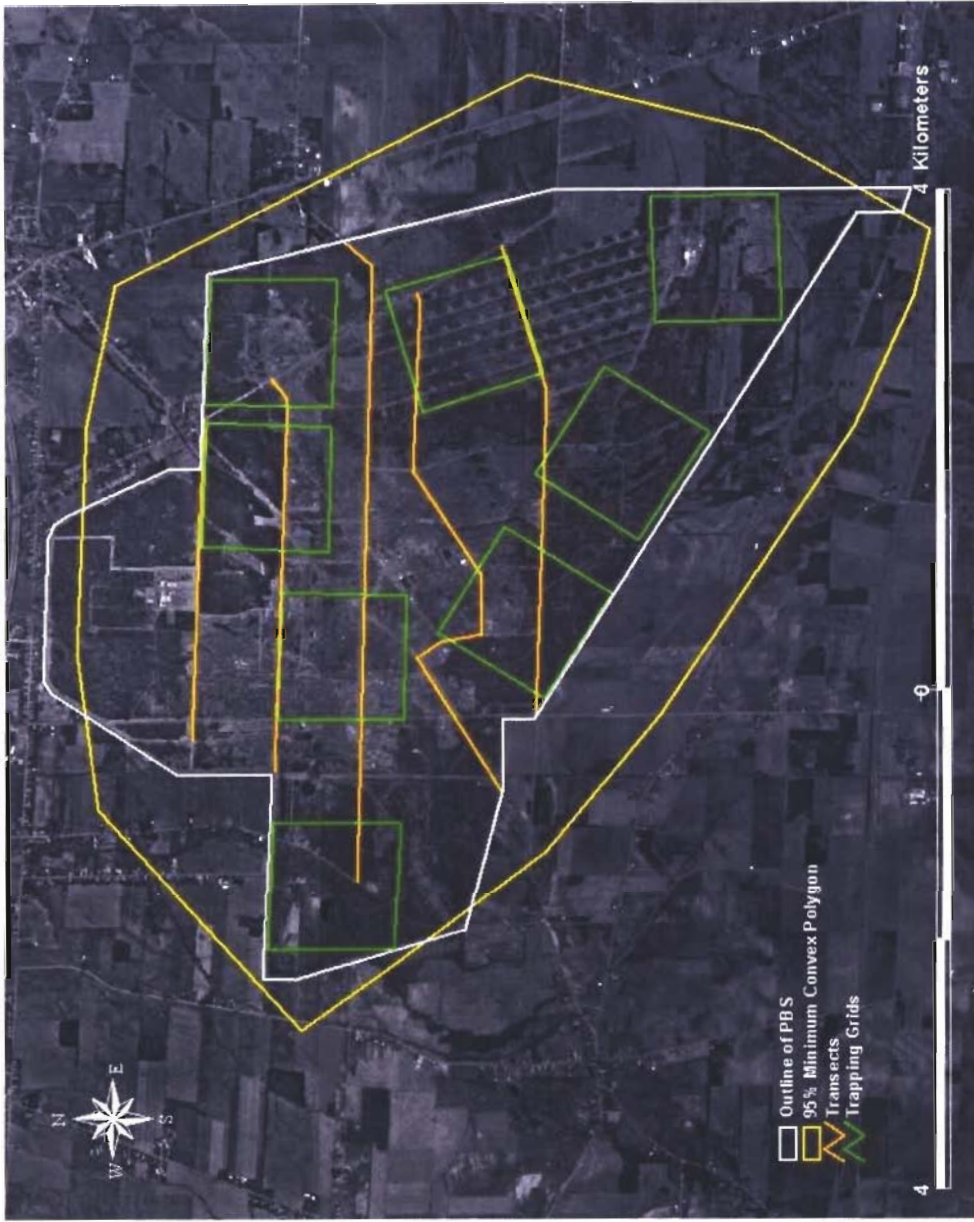 N
W E
S
Outline of PBS
95% Minimum Convex Polygon
Transects
Trapping Grids
4 0 4 Kilometers